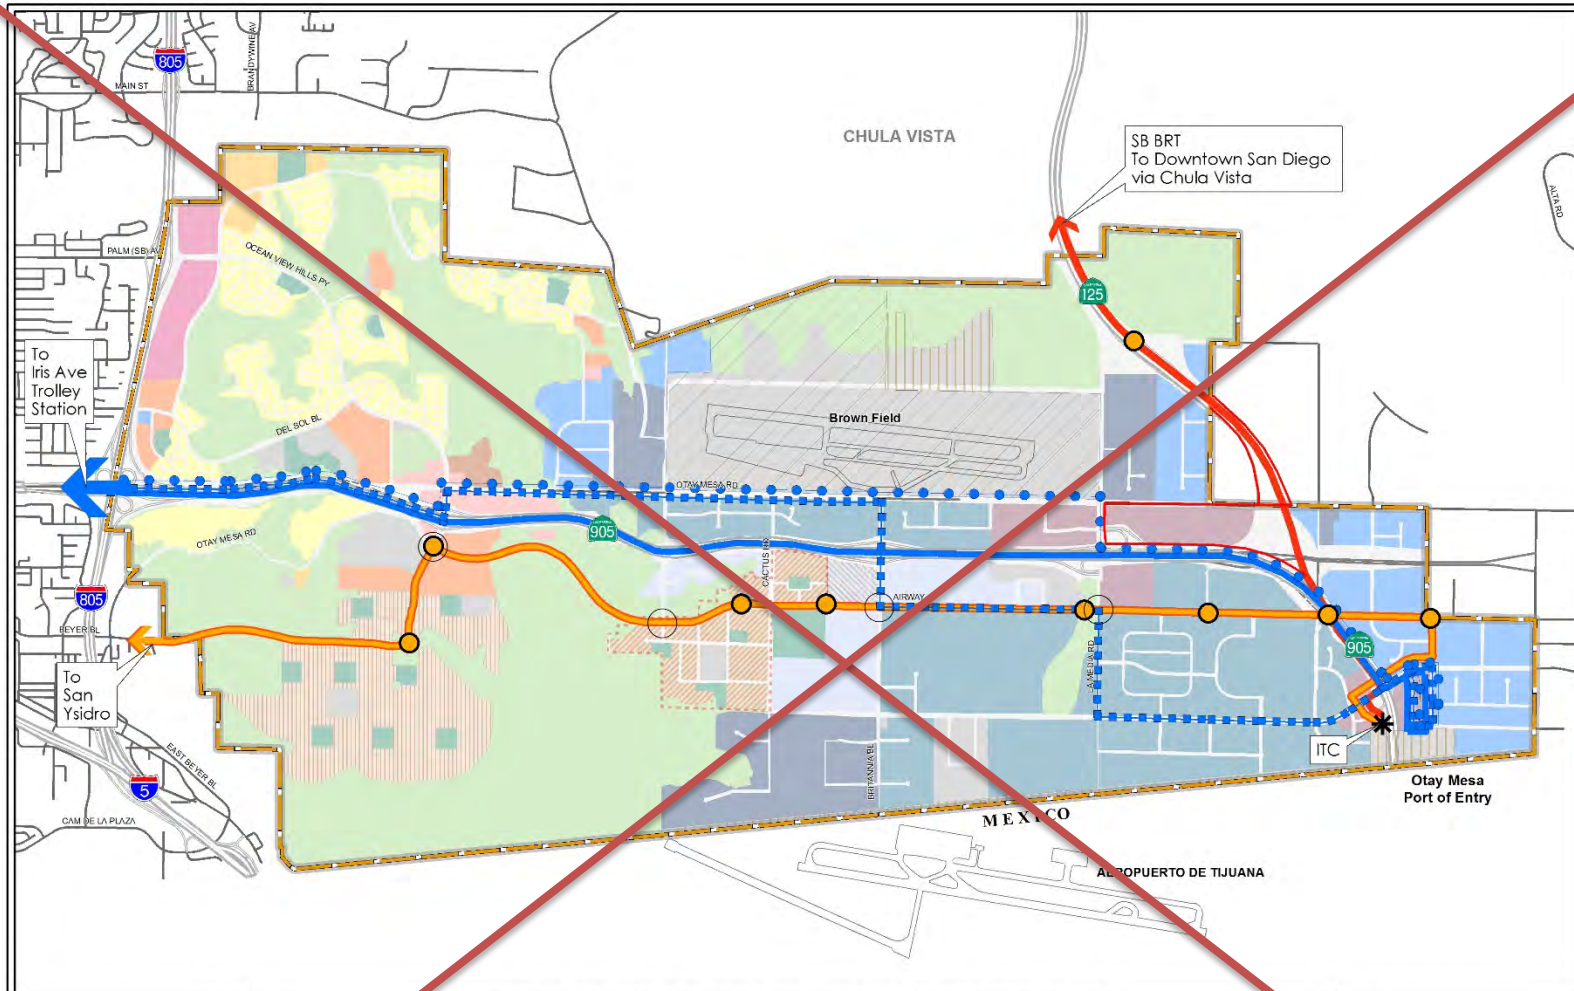 805
MAIN ST
BRANDYWINE AV
CHULA VISTA
SB BRT
To Downtown San Diego
via Chula Vista
ALTA RD
PALM (SB) AV
OCEAN VIEW HILLS PY
125
To
Iris Ave
Trolley
Station
DEL SOL BL
Brown Field
OTAY MESA RD
905
OTAY MESA RD
CACTUS RD
805
BEYER BL
AIRWAY
LA MEDIA RD
905
To
San
Ysidro
EAST BEYER BL
5
CAM DE LA PLAZA
BRITANNIA BL
ITC
Otay Mesa
Port of Entry
MEXICO
AEROPUERTO DE TIJUANA